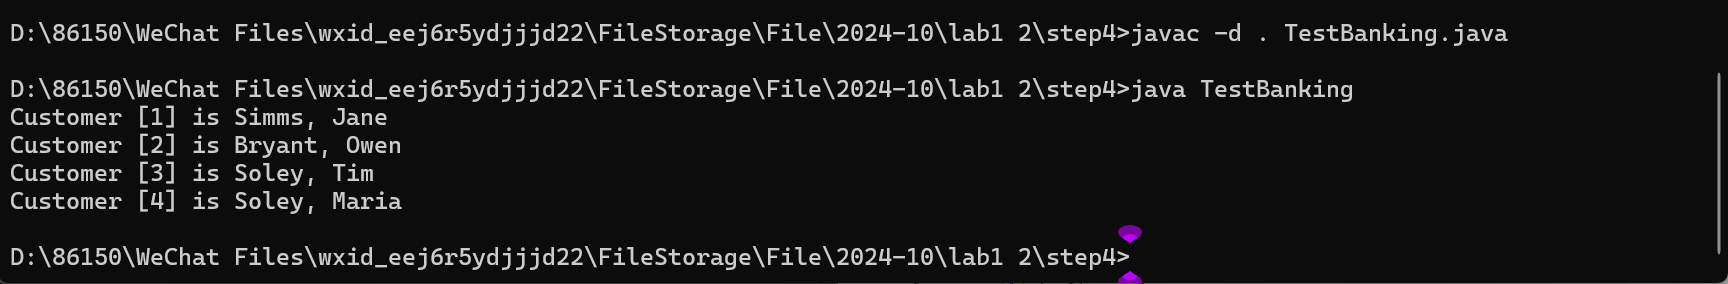 D:\86150\WeChat Files\wxid_eej6r5ydjjjd22\FileStorage\File\2024-10\lab1 2\step4>javac -d . TestBanking.java
D:\86150\WeChat Files\wxid_eej6r5ydjjjd22\FileStorage\File\2024-10\lab1 2\step4>java TestBanking
Customer [1] is Simms, Jane
Customer [2] is Bryant, Owen
Customer [3] is Soley, Tim
Customer [4] is Soley, Maria
D:\86150\WeChat Files\wxid_eej6r5ydjjjd22\FileStorage\File\2024-10\lab1 2\step4>